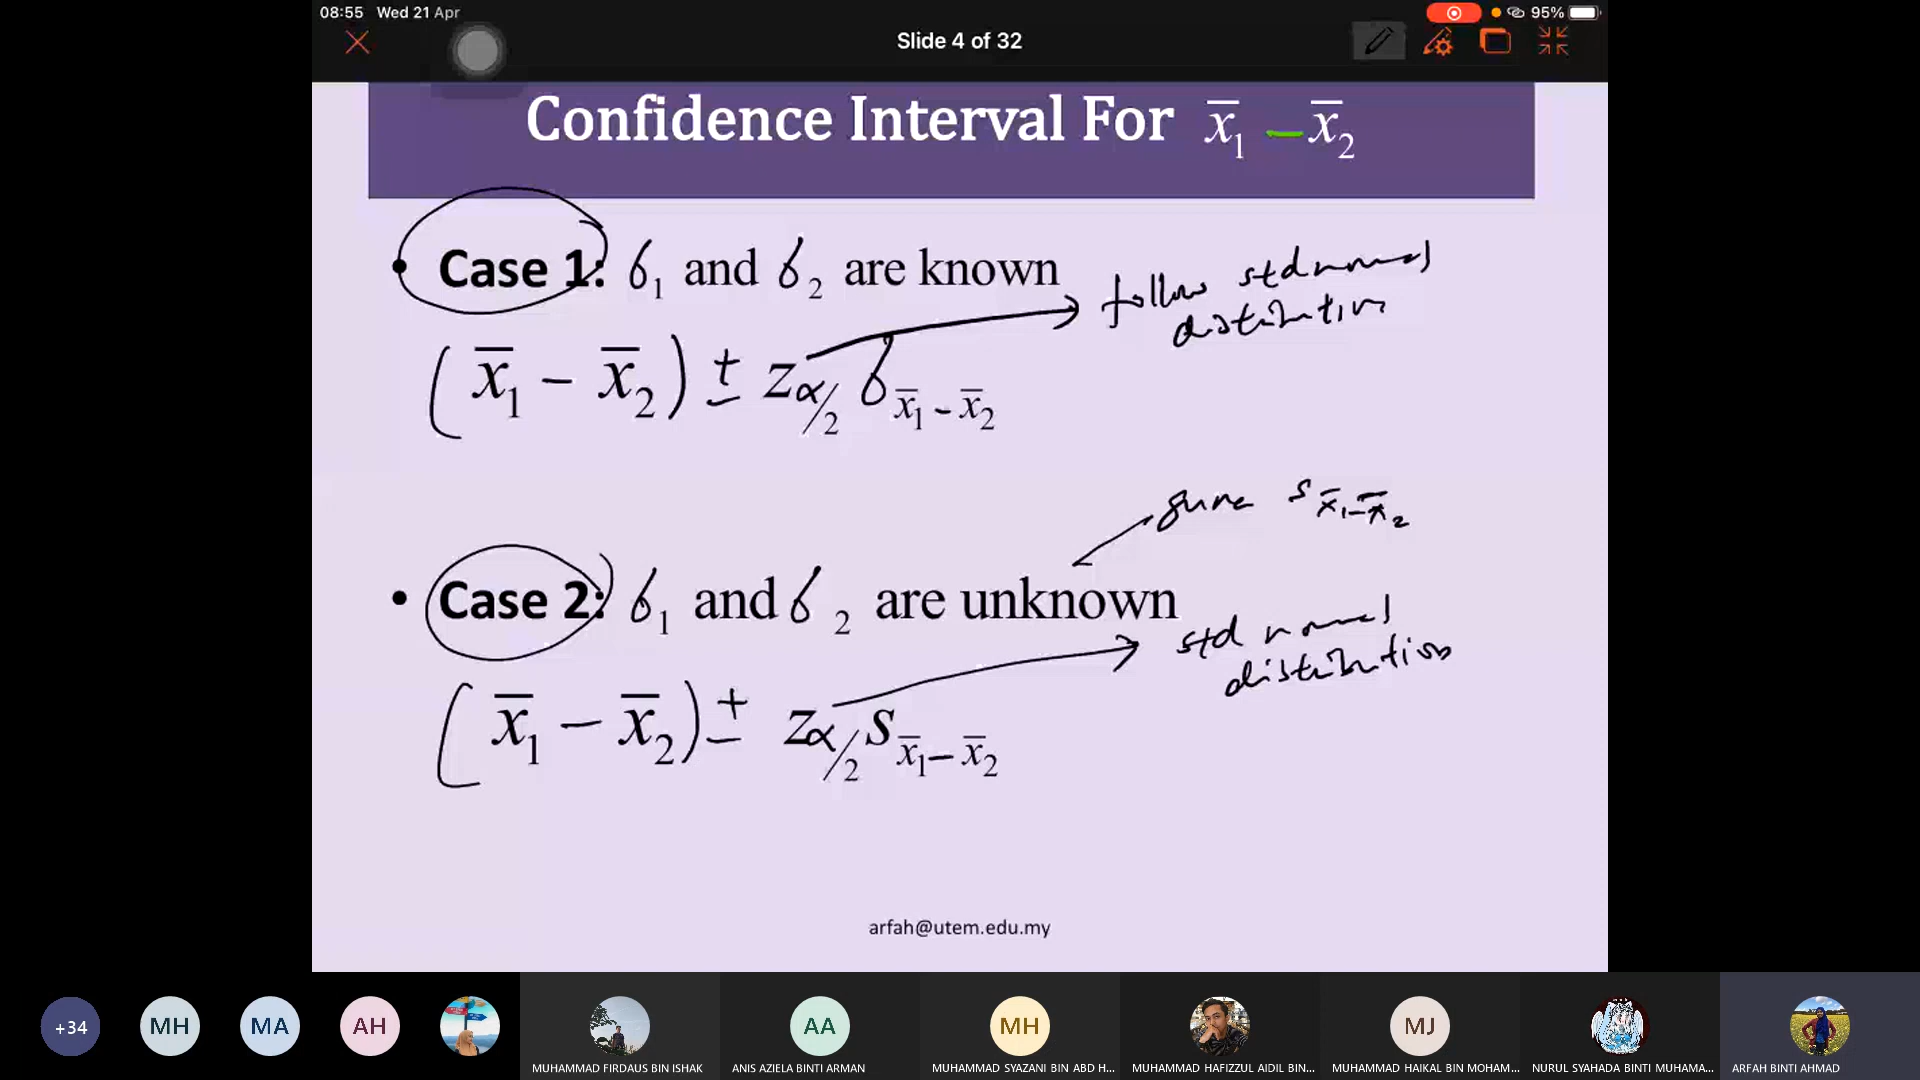 08:55 Wed 21 Apr
95%
Slide 4 of 32
Confidence Interval For x̄₁ – x̄₂
• Case 1: σ₁ and σ₂ are known
follow std normal
distribution
(x̄₁ – x̄₂) ± z α/2 σ x̄₁ – x̄₂
s x̄₁ – x̄₂
• Case 2: σ₁ and σ₂ are unknown
std normal
distribution
(x̄₁ – x̄₂) ± z α/2 s x̄₁ – x̄₂
arfah@utem.edu.my
+34 MH MA AH AA MH MJ
MUHAMMAD FIRDAUS BIN ISHAK ANIS AZIELA BINTI ARMAN MUHAMMAD SYAZANI BIN ABD H... MUHAMMAD HAFIZZUL AIDIL BIN... MUHAMMAD HAIKAL BIN MOHAM... NURUL SYAHADA BINTI MUHAMA... ARFAH BINTI AHMAD